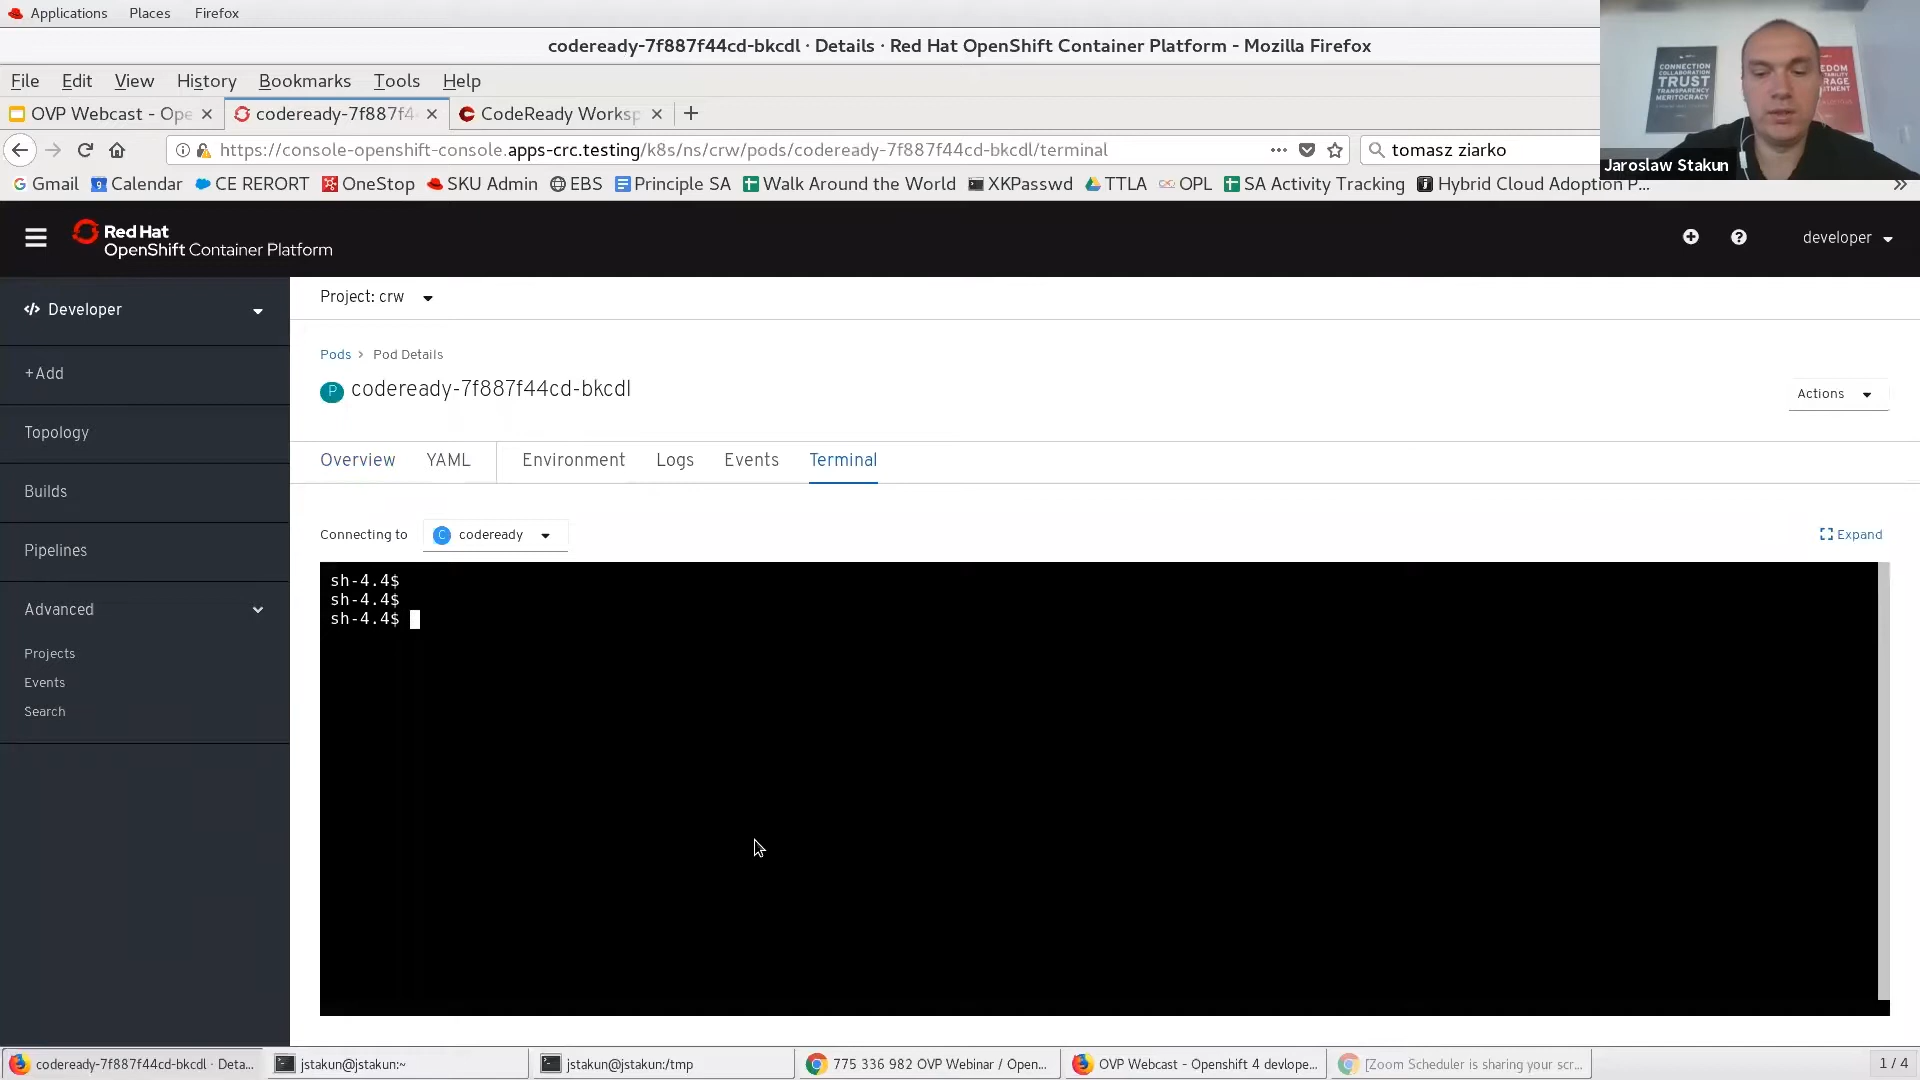 Applications Places Firefox
codeready-7f887f44cd-bkcdl · Details · Red Hat OpenShift Container Platform - Mozilla Firefox
File Edit View History Bookmarks Tools Help
OVP Webcast - Ope
codeready-7f887f4
CodeReady Worksp
https://console-openshift-console.apps-crc.testing/k8s/ns/crw/pods/codeready-7f887f44cd-bkcdl/terminal
tomasz ziarko
CONNECTION
COLLABORATION
TRUST
TRANSPARENCY
MERITOCRACY
Jaroslaw Stakun
Gmail Calendar CE RERORT OneStop SKU Admin EBS Principle SA Walk Around the World XKPasswd TTLA OPL SA Activity Tracking Hybrid Cloud Adoption P...
Red Hat
OpenShift Container Platform
developer
Developer
+Add
Topology
Builds
Pipelines
Advanced
Projects
Events
Search
Project: crw
Pods > Pod Details
P codeready-7f887f44cd-bkcdl
Actions
Overview YAML Environment Logs Events Terminal
Connecting to C codeready
Expand
sh-4.4$
sh-4.4$
sh-4.4$
codeready-7f887f44cd-bkcdl · Deta...
jstakun@jstakun:~
jstakun@jstakun:/tmp
775 336 982 OVP Webinar / Open...
OVP Webcast - Openshift 4 devlope...
[Zoom Scheduler is sharing your scr...
1 / 4